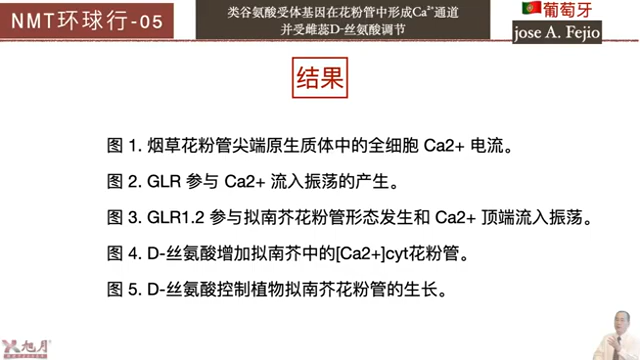 NMT环球行-05
类谷氨酸受体基因在花粉管中形成Ca²⁺通道
并受雌蕊D-丝氨酸调节
葡萄牙
jose A. Fejio
结果
图 1. 烟草花粉管尖端原生质体中的全细胞 Ca2+ 电流。
图 2. GLR 参与 Ca2+ 流入振荡的产生。
图 3. GLR1.2 参与拟南芥花粉管形态发生和 Ca2+ 顶端流入振荡。
图 4. D-丝氨酸增加拟南芥中的[Ca2+]cyt花粉管。
图 5. D-丝氨酸控制植物拟南芥花粉管的生长。
旭月